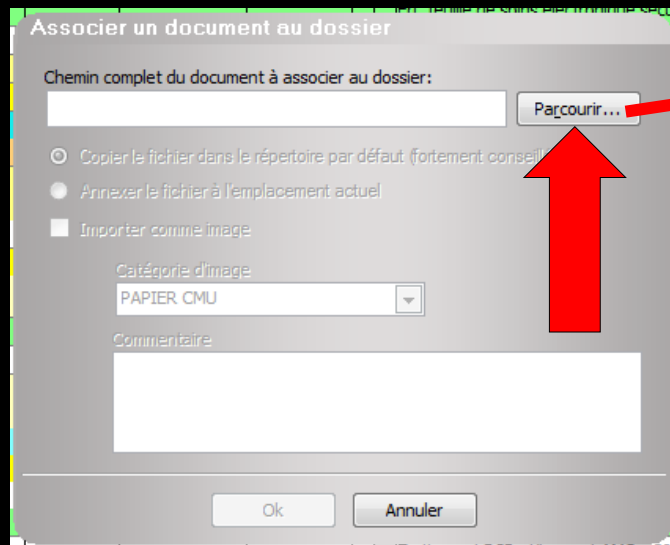 Associer un document au dossier
Chemin complet du document à associer au dossier:
Parcourir...
Copier le fichier dans le répertoire par défaut (fortement
Annexer le fichier à l'emplacement actuel
Importer comme image
Catégorie d'image
PAPIER CMU
Commentaire
Ok
Annuler